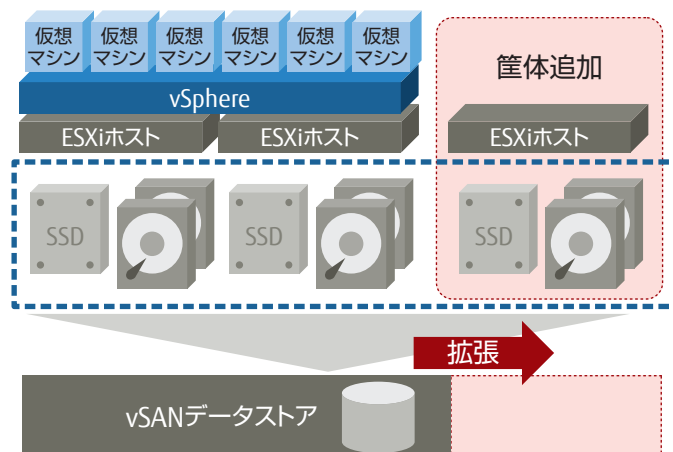 仮想
マシン
仮想
マシン
仮想
マシン
仮想
マシン
仮想
マシン
仮想
マシン
筐体追加
vSphere
ESXiホスト
ESXiホスト
ESXiホスト
SSD
SSD
SSD
拡張
vSANデータストア